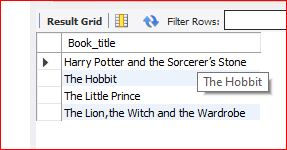 Result Grid Filter Rows:
Book_title
Harry Potter and the Sorcerer's Stone
The Hobbit
The Hobbit
The Little Prince
The Lion,the Witch and the Wardrobe